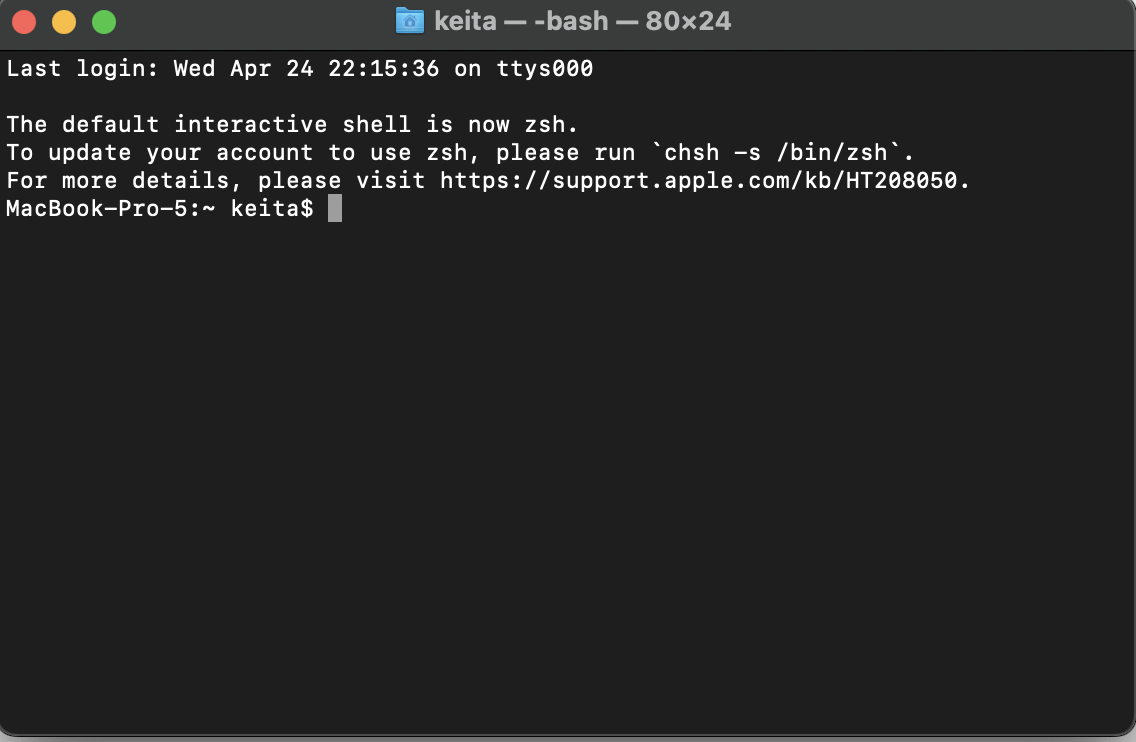 keita — -bash — 80×24
Last login: Wed Apr 24 22:15:36 on ttys000
The default interactive shell is now zsh.
To update your account to use zsh, please run `chsh -s /bin/zsh`.
For more details, please visit https://support.apple.com/kb/HT208050.
MacBook-Pro-5:~ keita$